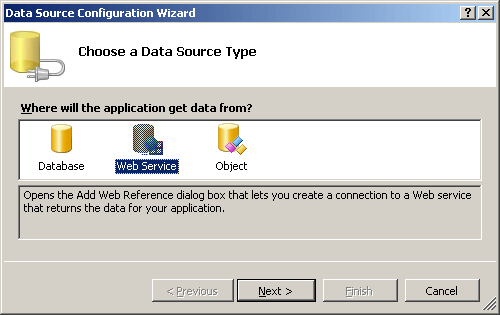 Data Source Configuration Wizard
Choose a Data Source Type
Where will the application get data from?
Database Web Service Object
Opens the Add Web Reference dialog box that lets you create a connection to a Web service
that returns the data for your application.
< Previous Next > Finish Cancel